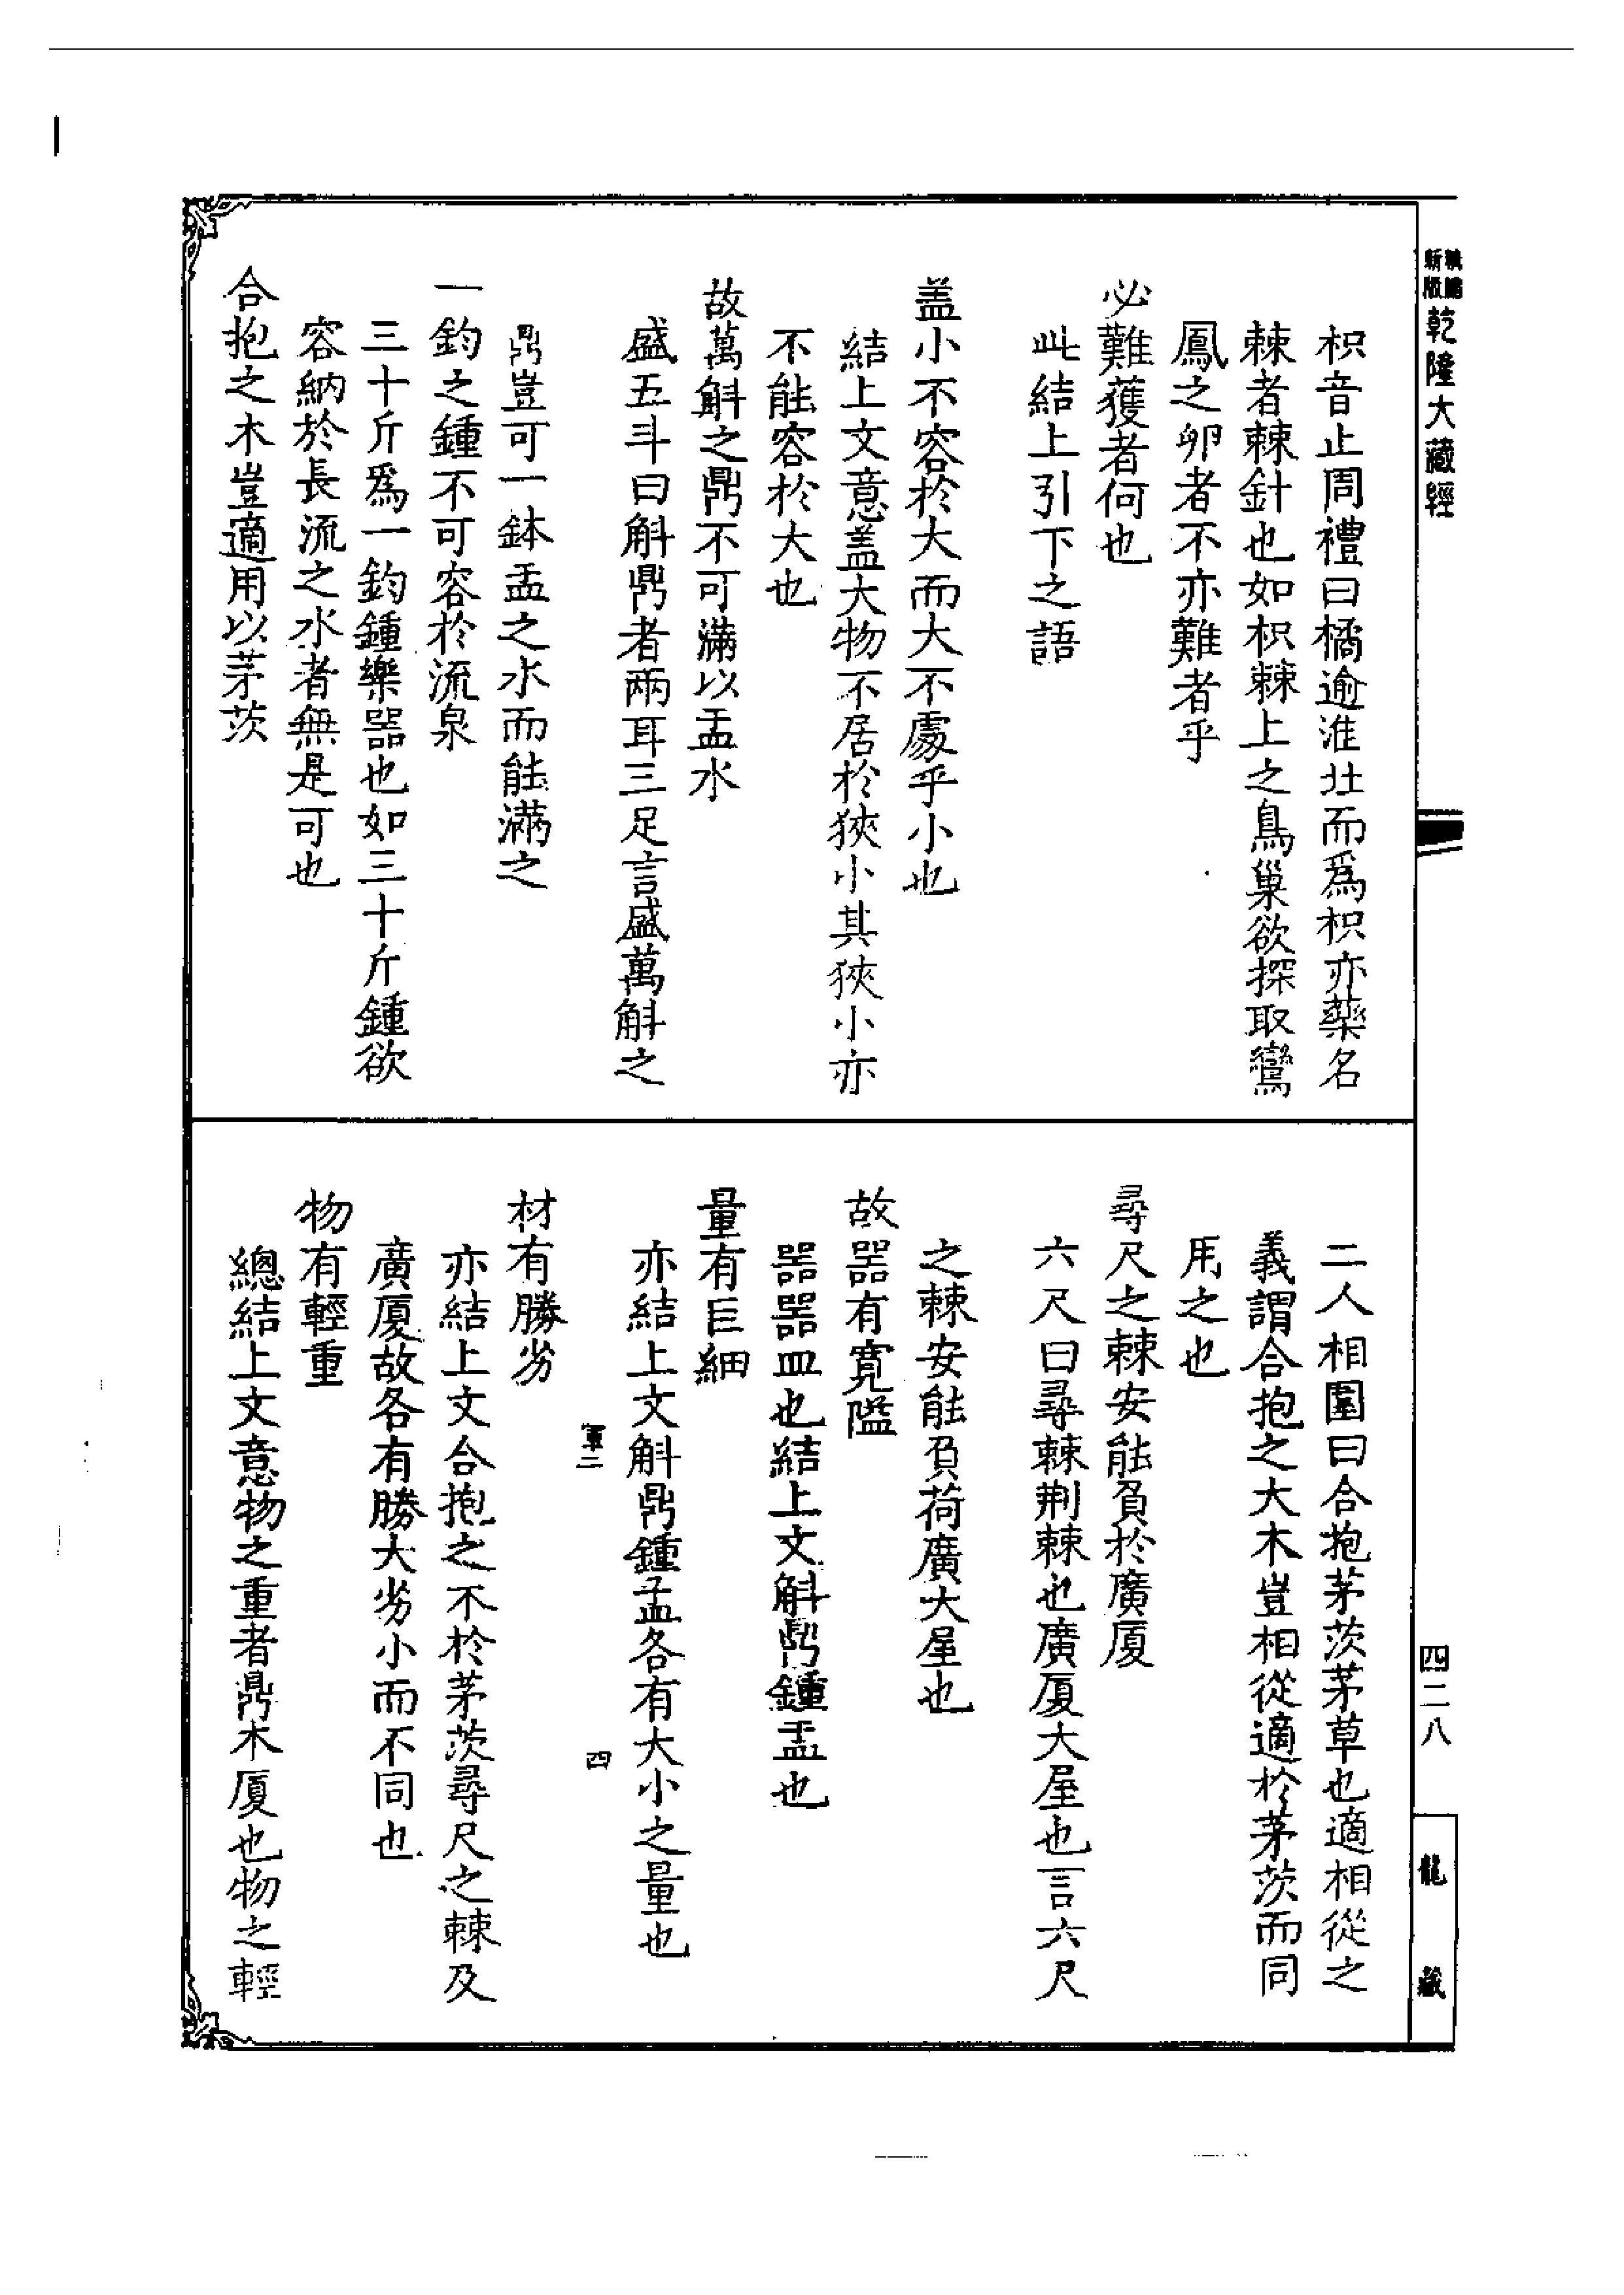 新版
乾隆大藏經
枳音止周禮曰橘逾淮北而爲枳亦藥名
棘者棘針也如枳棘上之鳥巢欲探取鸞
鳳之卵者不亦難者乎
必難獲者何也
此結上引下之語
盖小不容於大而大不處乎小也
結上文意盖大物不居於狹小其狹小亦
不能容於大也
故萬斛之鼎不可滿以盂水
盛五斗曰斛鼎者兩耳三足言盛萬斛之
鼎豈可一鉢盂之水而能滿之
一鈞之鍾不可容於流泉
三十斤爲一鈞鍾樂器也如三十斤鍾欲
容納於長流之水者無是可也
合抱之木豈適用以茅茨
二人相圍曰合抱茅茨茅草也適相從之
義謂合抱之大木豈相從適於茅茨而同
用之也
尋尺之棘安能負於廣厦
六尺曰尋棘荆棘也廣厦大屋也言六尺
之棘安能負荷廣大屋也
故器有寬隘
器器皿也結上文斛鼎鍾盂也
量有巨細
亦結上文斛鼎鍾孟各有大小之量也
軍三
四
材有勝劣
亦結上文合抱之不於茅茨尋尺之棘及
廣厦故各有勝大劣小而不同也
物有輕重
總結上文意物之重者鼎木厦也物之輕
四二八
龍藏